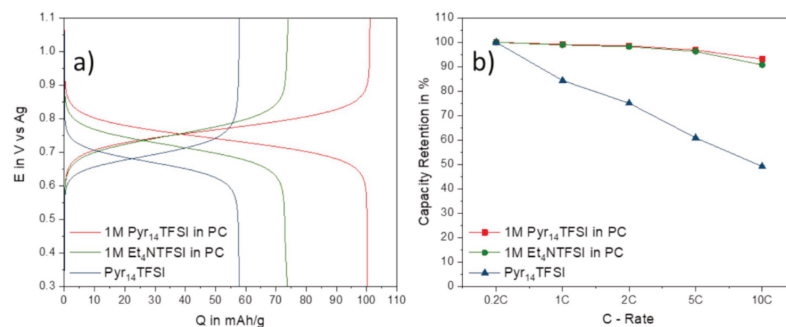 a)
E in V vs Ag
1.1
1.0
0.9
0.8
0.7
0.6
0.5
0.4
0.3
1M Pyr₁₄TFSI in PC
1M Et₄NTFSI in PC
Pyr₁₄TFSI
0 10 20 30 40 50 60 70 80 90 100 110
Q in mAh/g
b)
Capacity Retention in %
110
100
90
80
70
60
50
40
30
20
10
0
1M Pyr₁₄TFSI in PC
1M Et₄NTFSI in PC
Pyr₁₄TFSI
0.2C 1C 2C 5C 10C
C - Rate